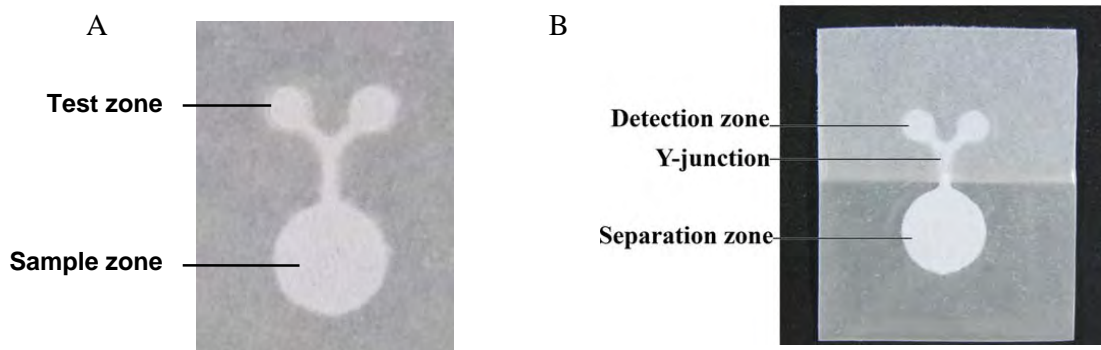 A
Test zone
Sample zone
B
Detection zone
Y-junction
Separation zone